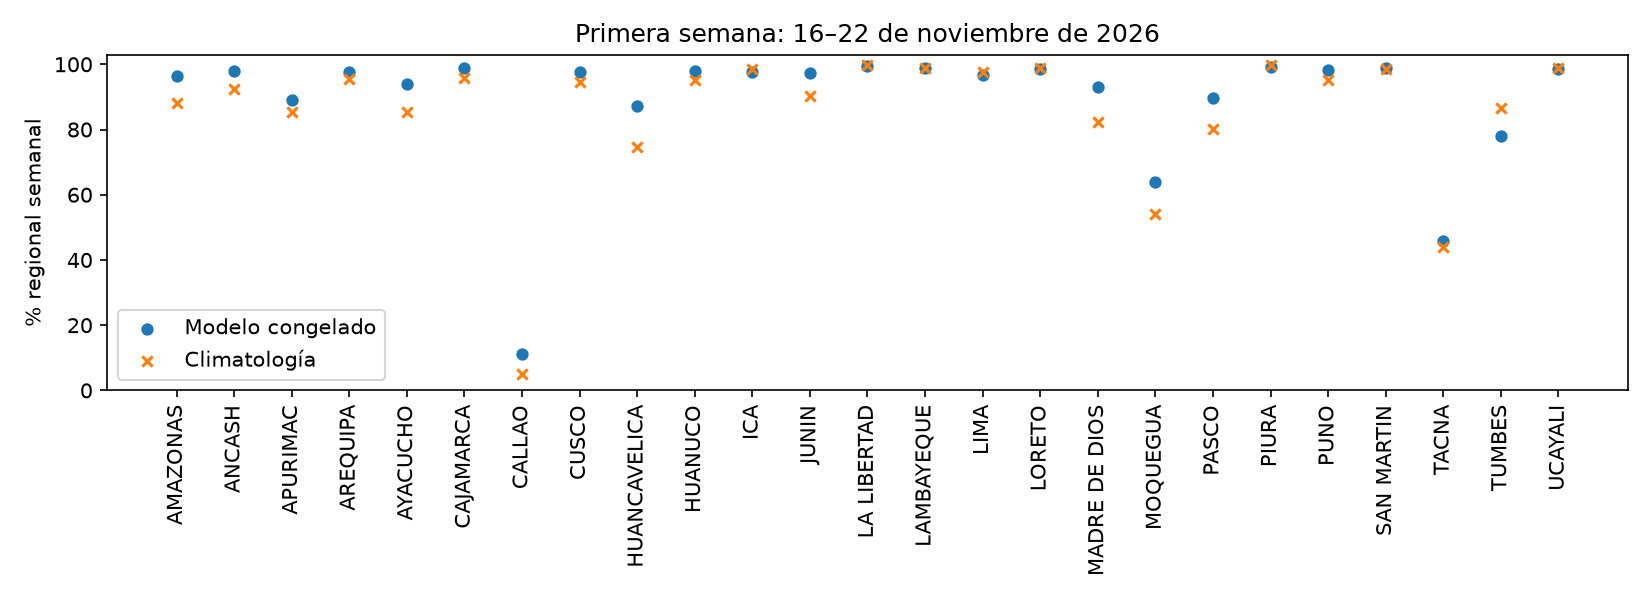 Primera semana: 16–22 de noviembre de 2026
% regional semanal
100
80
60
40
20
0
Modelo congelado
Climatología
AMAZONAS
ANCASH
APURIMAC
AREQUIPA
AYACUCHO
CAJAMARCA
CALLAO
CUSCO
HUANCAVELICA
HUANUCO
ICA
JUNIN
LA LIBERTAD
LAMBAYEQUE
LIMA
LORETO
MADRE DE DIOS
MOQUEGUA
PASCO
PIURA
PUNO
SAN MARTIN
TACNA
TUMBES
UCAYALI